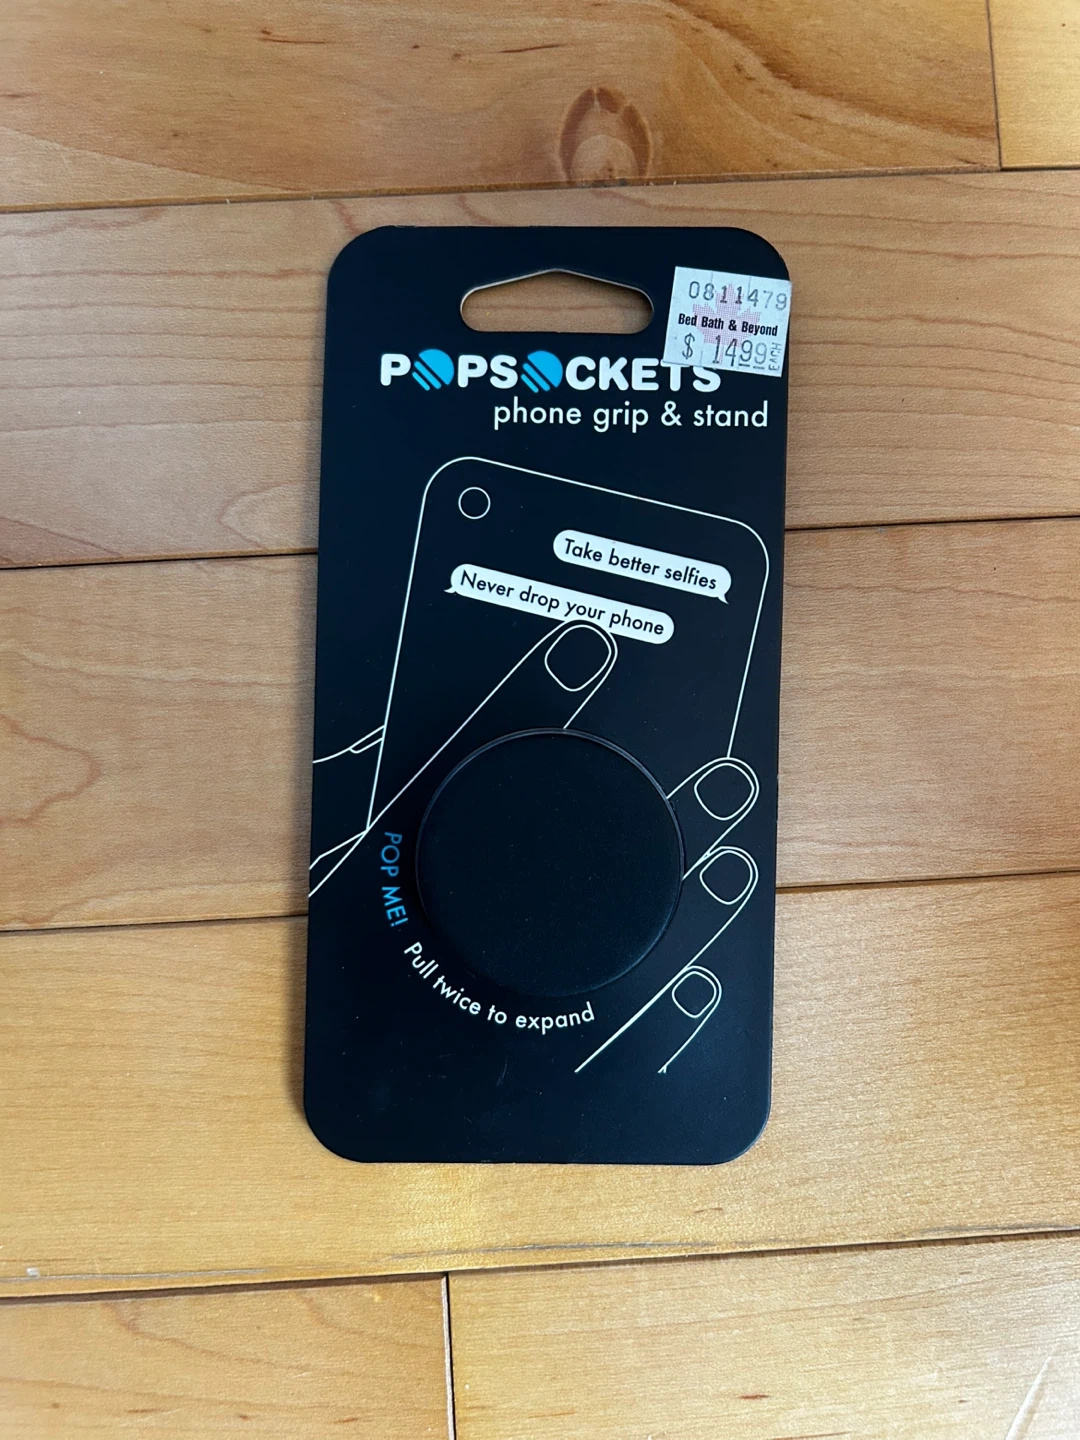 0811479
Bed Bath & Beyond
$ 1499 EACH
POPSOCKETS
phone grip & stand
Take better selfies
Never drop your phone
POP ME!
Pull twice to expand